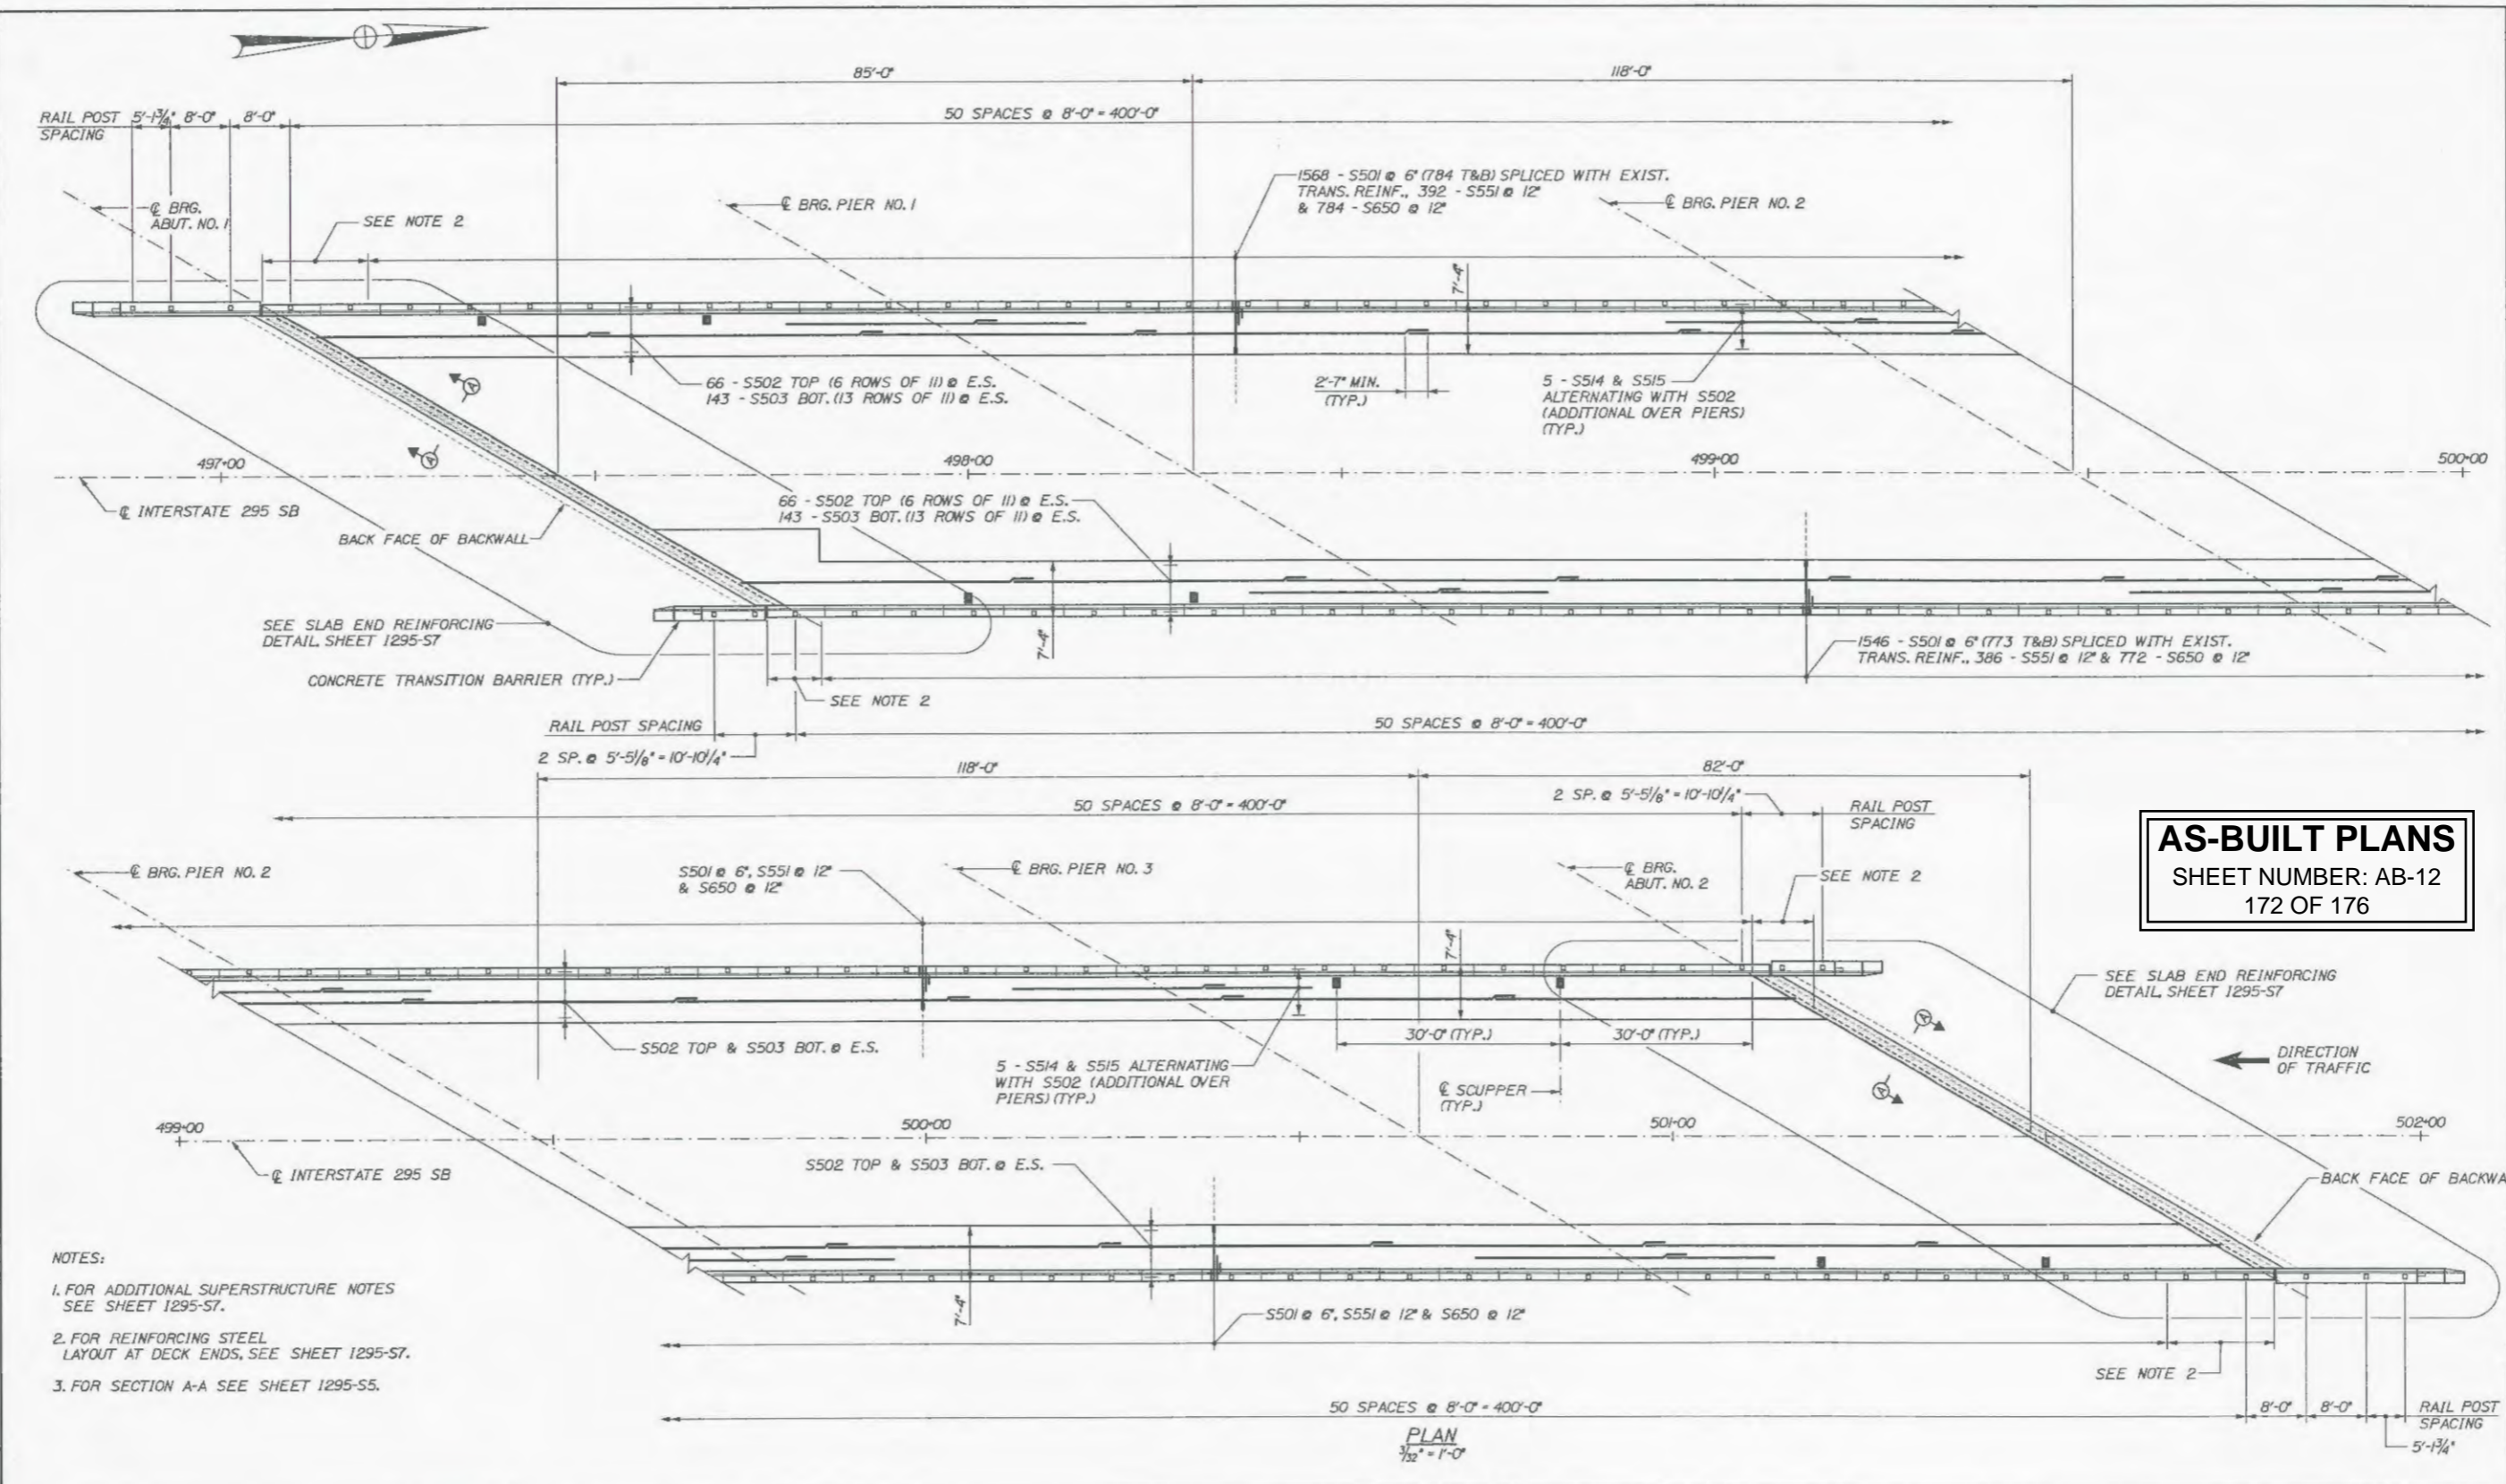 85'-0"
118'-0"
RAIL POST
SPACING
5'-1¾"
8'-0"
8'-0"
50 SPACES @ 8'-0" = 400'-0"
1568 - S501 @ 6" (784 T&B) SPLICED WITH EXIST.
TRANS. REINF., 392 - S551 @ 12"
& 784 - S650 @ 12"
℄ BRG.
ABUT. NO. 1
SEE NOTE 2
℄ BRG. PIER NO. 1
℄ BRG. PIER NO. 2
7'-4"
66 - S502 TOP (6 ROWS OF 11) @ E.S.
143 - S503 BOT. (13 ROWS OF 11) @ E.S.
2'-7" MIN.
(TYP.)
5 - S514 & S515
ALTERNATING WITH S502
(ADDITIONAL OVER PIERS)
(TYP.)
A
A
497+00
498+00
499+00
500+00
℄ INTERSTATE 295 SB
66 - S502 TOP (6 ROWS OF 11) @ E.S.
143 - S503 BOT. (13 ROWS OF 11) @ E.S.
BACK FACE OF BACKWALL
SEE SLAB END REINFORCING
DETAIL, SHEET 1295-S7
7'-4"
1546 - S501 @ 6" (773 T&B) SPLICED WITH EXIST.
TRANS. REINF., 386 - S551 @ 12" & 772 - S650 @ 12"
CONCRETE TRANSITION BARRIER (TYP.)
SEE NOTE 2
RAIL POST SPACING
50 SPACES @ 8'-0" = 400'-0"
2 SP. @ 5'-5⅛" = 10'-10¼"
118'-0"
82'-0"
50 SPACES @ 8'-0" = 400'-0"
2 SP. @ 5'-5⅛" = 10'-10¼"
RAIL POST
SPACING
AS-BUILT PLANS
SHEET NUMBER: AB-12
172 OF 176
℄ BRG. PIER NO. 2
S501 @ 6", S551 @ 12"
& S650 @ 12"
℄ BRG. PIER NO. 3
℄ BRG.
ABUT. NO. 2
SEE NOTE 2
7'-4"
SEE SLAB END REINFORCING
DETAIL, SHEET 1295-S7
S502 TOP & S503 BOT. @ E.S.
30'-0" (TYP.)
30'-0" (TYP.)
A
5 - S514 & S515 ALTERNATING
WITH S502 (ADDITIONAL OVER
PIERS) (TYP.)
℄ SCUPPER
(TYP.)
A
DIRECTION
OF TRAFFIC
499+00
500+00
501+00
502+00
℄ INTERSTATE 295 SB
S502 TOP & S503 BOT. @ E.S.
BACK FACE OF BACKWA
NOTES:
1. FOR ADDITIONAL SUPERSTRUCTURE NOTES
SEE SHEET 1295-S7.
2. FOR REINFORCING STEEL
LAYOUT AT DECK ENDS, SEE SHEET 1295-S7.
3. FOR SECTION A-A SEE SHEET 1295-S5.
7'-4"
S501 @ 6", S551 @ 12" & S650 @ 12"
SEE NOTE 2
50 SPACES @ 8'-0" = 400'-0"
8'-0"
8'-0"
RAIL POST
SPACING
5'-1¾"
PLAN
3/32" = 1'-0"